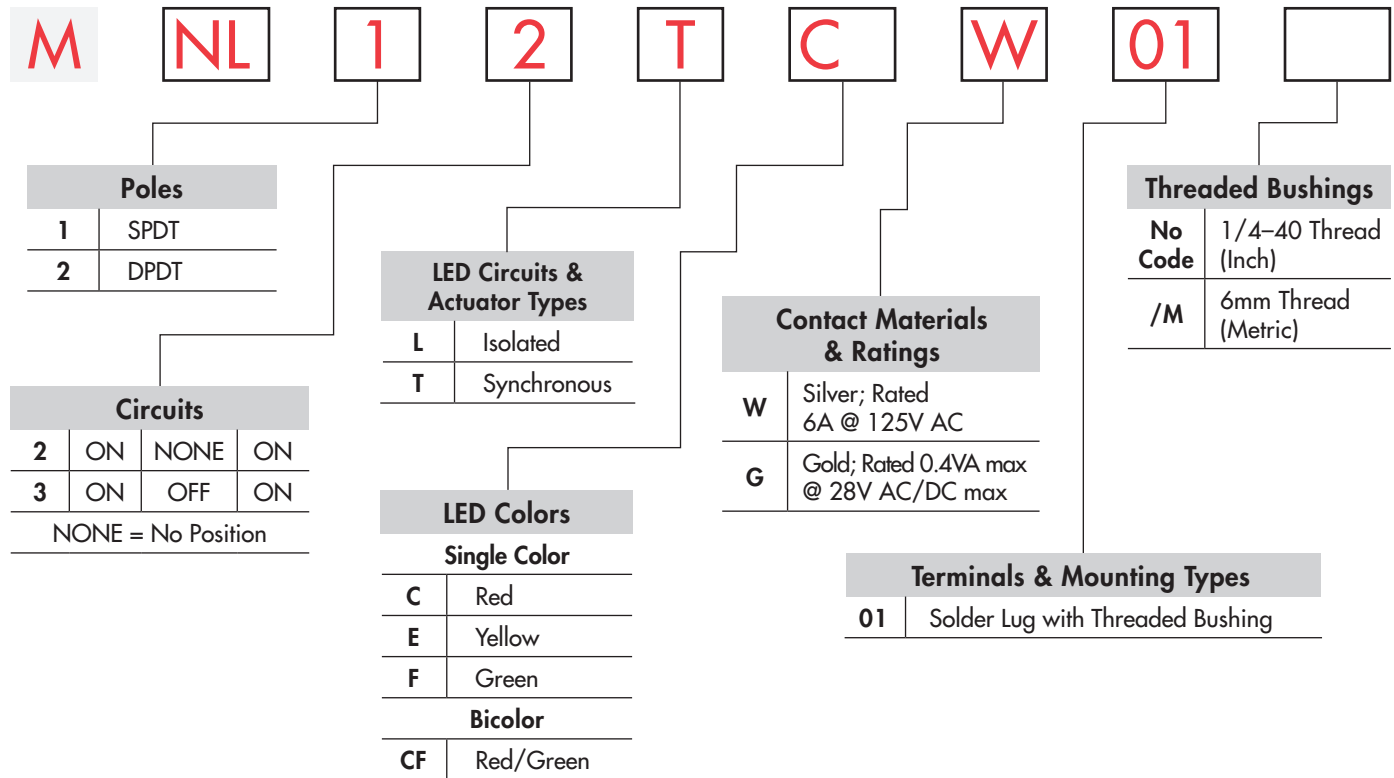 M NL 1 2 T C W 01
Poles
1 SPDT
2 DPDT
Circuits
2 ON NONE ON
3 ON OFF ON
NONE = No Position
LED Circuits &
Actuator Types
L Isolated
T Synchronous
LED Colors
Single Color
C Red
E Yellow
F Green
Bicolor
CF Red/Green
Contact Materials
& Ratings
W Silver; Rated
6A @ 125V AC
G Gold; Rated 0.4VA max
@ 28V AC/DC max
Terminals & Mounting Types
01 Solder Lug with Threaded Bushing
Threaded Bushings
No Code 1/4–40 Thread
(Inch)
/M 6mm Thread
(Metric)